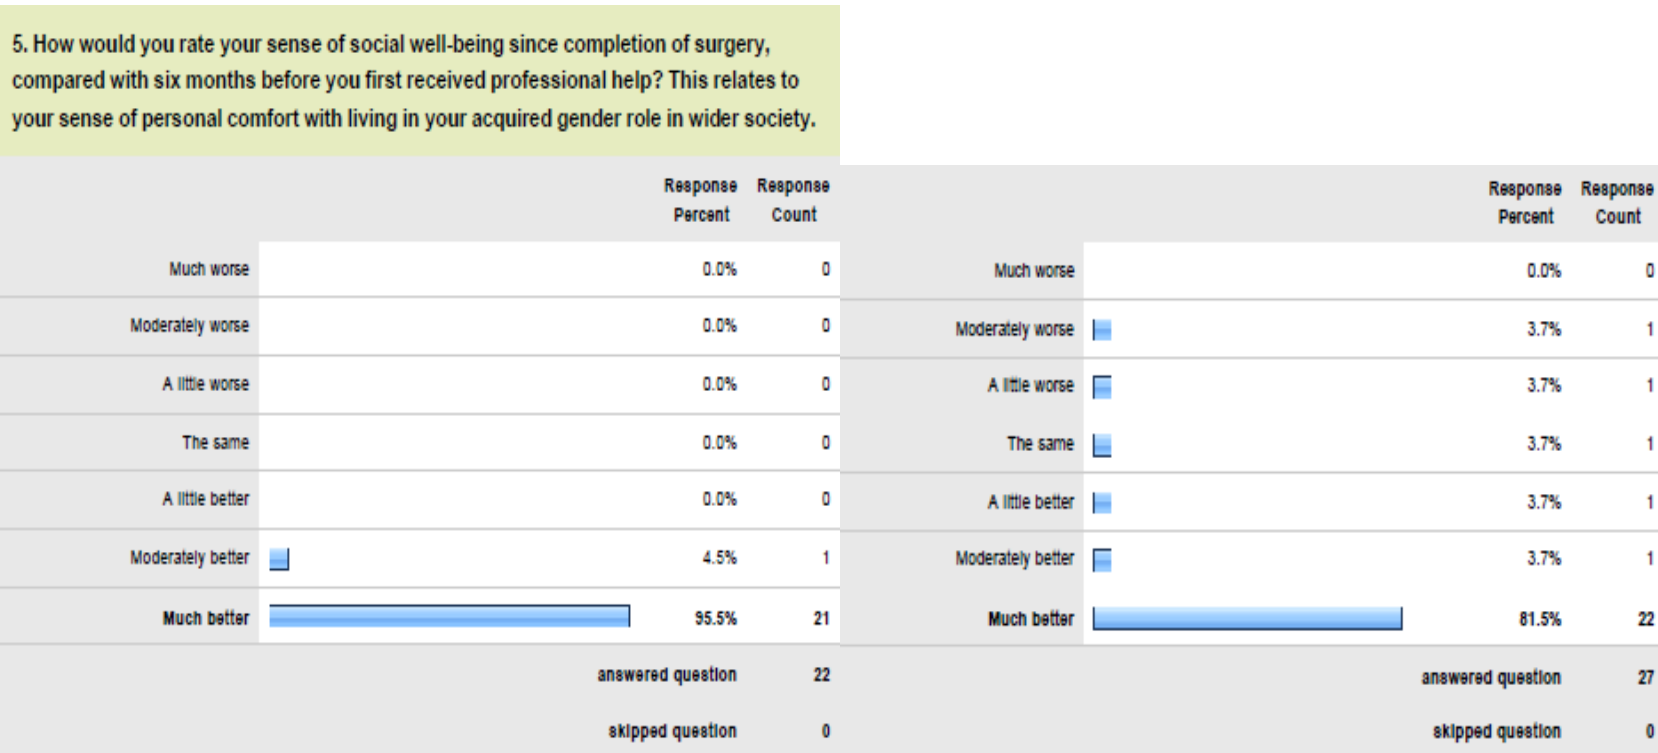 5. How would you rate your sense of social well-being since completion of surgery,
compared with six months before you first received professional help? This relates to
your sense of personal comfort with living in your acquired gender role in wider society.
Response Percent Response Count
Much worse 0.0% 0
Moderately worse 0.0% 0
A little worse 0.0% 0
The same 0.0% 0
A little better 0.0% 0
Moderately better 4.5% 1
Much better 95.5% 21
answered question 22
skipped question 0
Response Percent Response Count
Much worse 0.0% 0
Moderately worse 3.7% 1
A little worse 3.7% 1
The same 3.7% 1
A little better 3.7% 1
Moderately better 3.7% 1
Much better 81.5% 22
answered question 27
skipped question 0